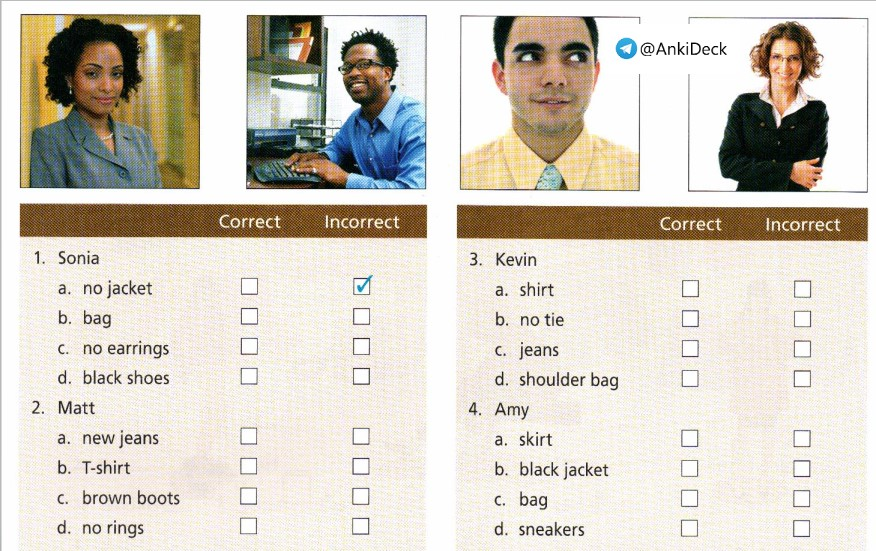 @AnkiDeck
Correct Incorrect
1. Sonia
a. no jacket
b. bag
c. no earrings
d. black shoes
2. Matt
a. new jeans
b. T-shirt
c. brown boots
d. no rings
Correct Incorrect
3. Kevin
a. shirt
b. no tie
c. jeans
d. shoulder bag
4. Amy
a. skirt
b. black jacket
c. bag
d. sneakers